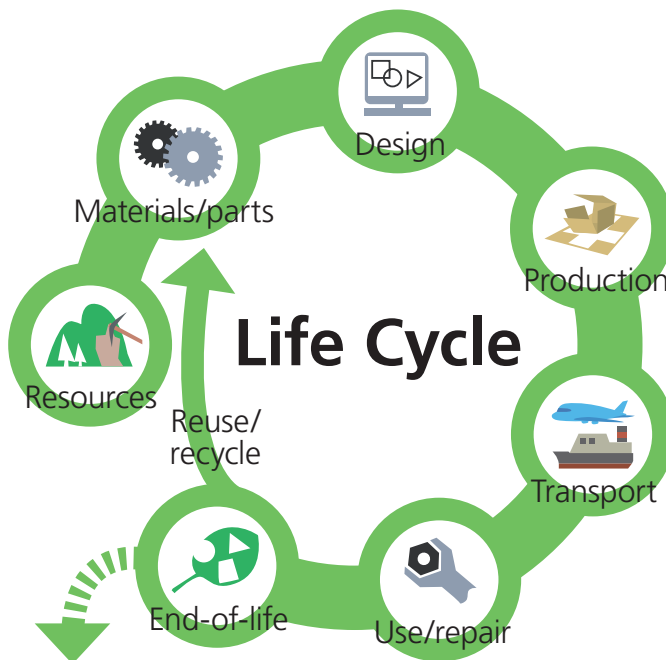 Design
Materials/parts
Production
Life Cycle
Resources
Reuse/
recycle
Transport
End-of-life
Use/repair